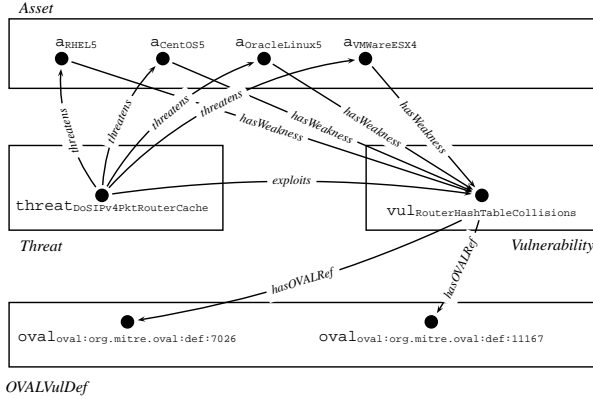 Asset
aRHEL5 aCentOS5 aOracleLinux5 aVMWareESX4
threatens threatens threatens threatens hasWeakness hasWeakness hasWeakness hasWeakness
exploits
threatDoSIPv4PktRouterCache vulRouterHashTableCollisions
Threat Vulnerability
hasOVALRef hasOVALRef
ovaloval:org.mitre.oval:def:7026 ovaloval:org.mitre.oval:def:11167
OVALVulDef